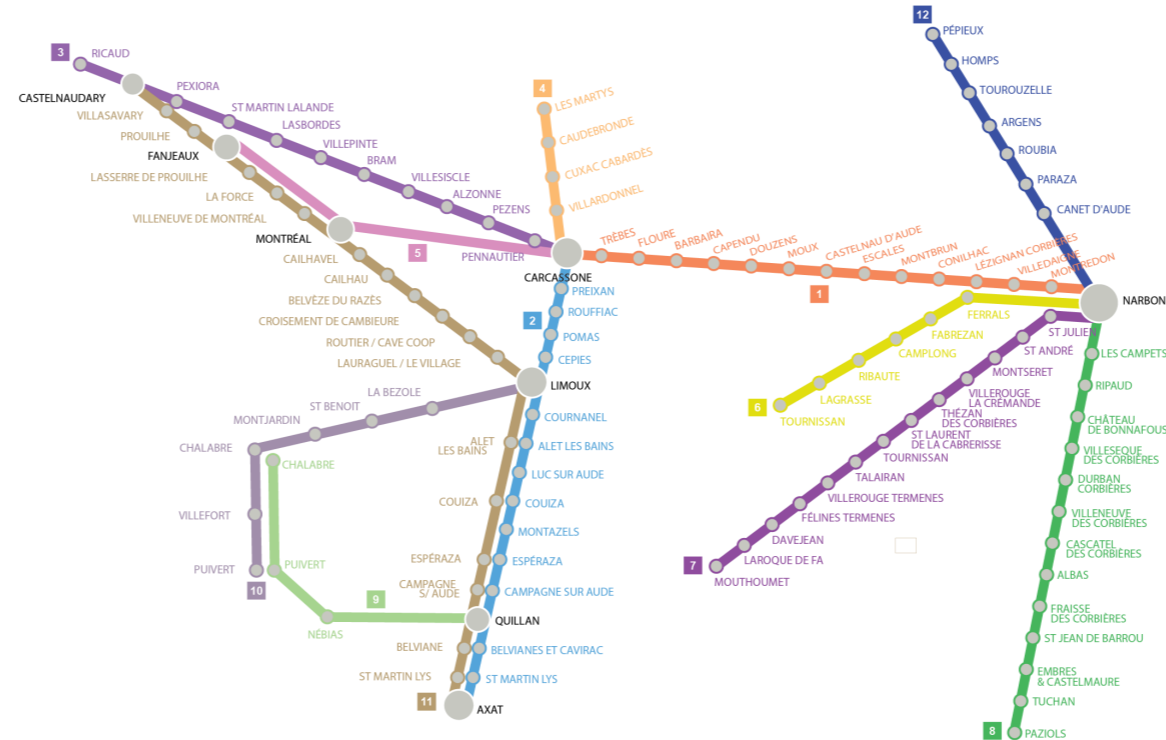 3
RICAUD
CASTELNAUDARY
PEXIORA
ST MARTIN LALANDE
LASBORDES
VILLEPINTE
BRAM
VILLESISCLE
ALZONNE
PEZENS
PENNAUTIER
VILLASAVARY
PROUILHE
FANJEAUX
LASSERRE DE PROUILHE
LA FORCE
VILLENEUVE DE MONTRÉAL
MONTRÉAL
5
CAILHAVEL
CAILHAU
BELVÈZE DU RAZÈS
CROISEMENT DE CAMBIEURE
ROUTIER / CAVE COOP
LAURAGUEL / LE VILLAGE
4
LES MARTYS
CAUDEBRONDE
CUXAC CABARDÈS
VILLARDONNEL
CARCASSONE
TRÈBES
FLOURE
BARBAIRA
CAPENDU
DOUZENS
MOUX
CASTELNAU D'AUDE
ESCALES
MONTBRUN
CONILHAC
LÉZIGNAN CORBIÈRES
VILLEDAIGNE
MONTREDON
1
12
PÉPIEUX
HOMPS
TOUROUZELLE
ARGENS
ROUBIA
PARAZA
CANET D'AUDE
NARBON
2
PREIXAN
ROUFFIAC
POMAS
CEPIES
LIMOUX
COURNANEL
ALET LES BAINS
LUC SUR AUDE
COUIZA
MONTAZELS
ESPÉRAZA
CAMPAGNE SUR AUDE
QUILLAN
BELVIANES ET CAVIRAC
ST MARTIN LYS
AXAT
ALET
LES BAINS
COUIZA
ESPÉRAZA
CAMPAGNE
S/ AUDE
BELVIANE
ST MARTIN LYS
11
LA BEZOLE
ST BENOIT
MONTJARDIN
CHALABRE
VILLEFORT
PUIVERT
10
CHALABRE
PUIVERT
NÉBIAS
9
FERRALS
FABREZAN
CAMPLONG
RIBAUTE
LAGRASSE
TOURNISSAN
6
ST JULIEN
ST ANDRÉ
MONTSERET
VILLEROUGE
LA CRÉMANDE
THÉZAN
DES CORBIÈRES
ST LAURENT
DE LA CABRERISSE
TOURNISSAN
TALAIRAN
VILLEROUGE TERMENES
FÉLINES TERMENES
DAVEJEAN
LAROQUE DE FA
MOUTHOUMET
7
LES CAMPETS
RIPAUD
CHÂTEAU
DE BONNAFOUS
VILLESEQUE
DES CORBIÈRES
DURBAN
CORBIÈRES
VILLENEUVE
DES CORBIÈRES
CASCATEL
DES CORBIÈRES
ALBAS
FRAISSE
DES CORBIÈRES
ST JEAN DE BARROU
EMBRES
& CASTELMAURE
TUCHAN
PAZIOLS
8